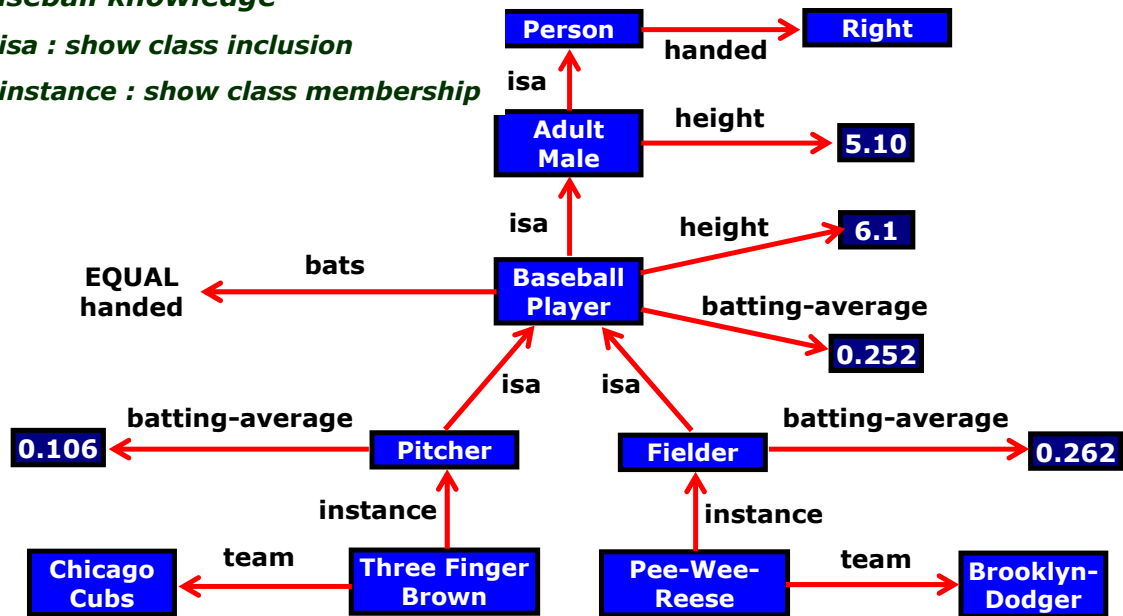 baseball knowledge
isa : show class inclusion
instance : show class membership
Person
handed
Right
isa
Adult
Male
height
5.10
isa
height
6.1
EQUAL
handed
bats
Baseball
Player
batting-average
0.252
isa
isa
batting-average
batting-average
0.106
Pitcher
Fielder
0.262
instance
instance
Chicago
Cubs
team
Three Finger
Brown
Pee-Wee-
Reese
team
Brooklyn-
Dodger